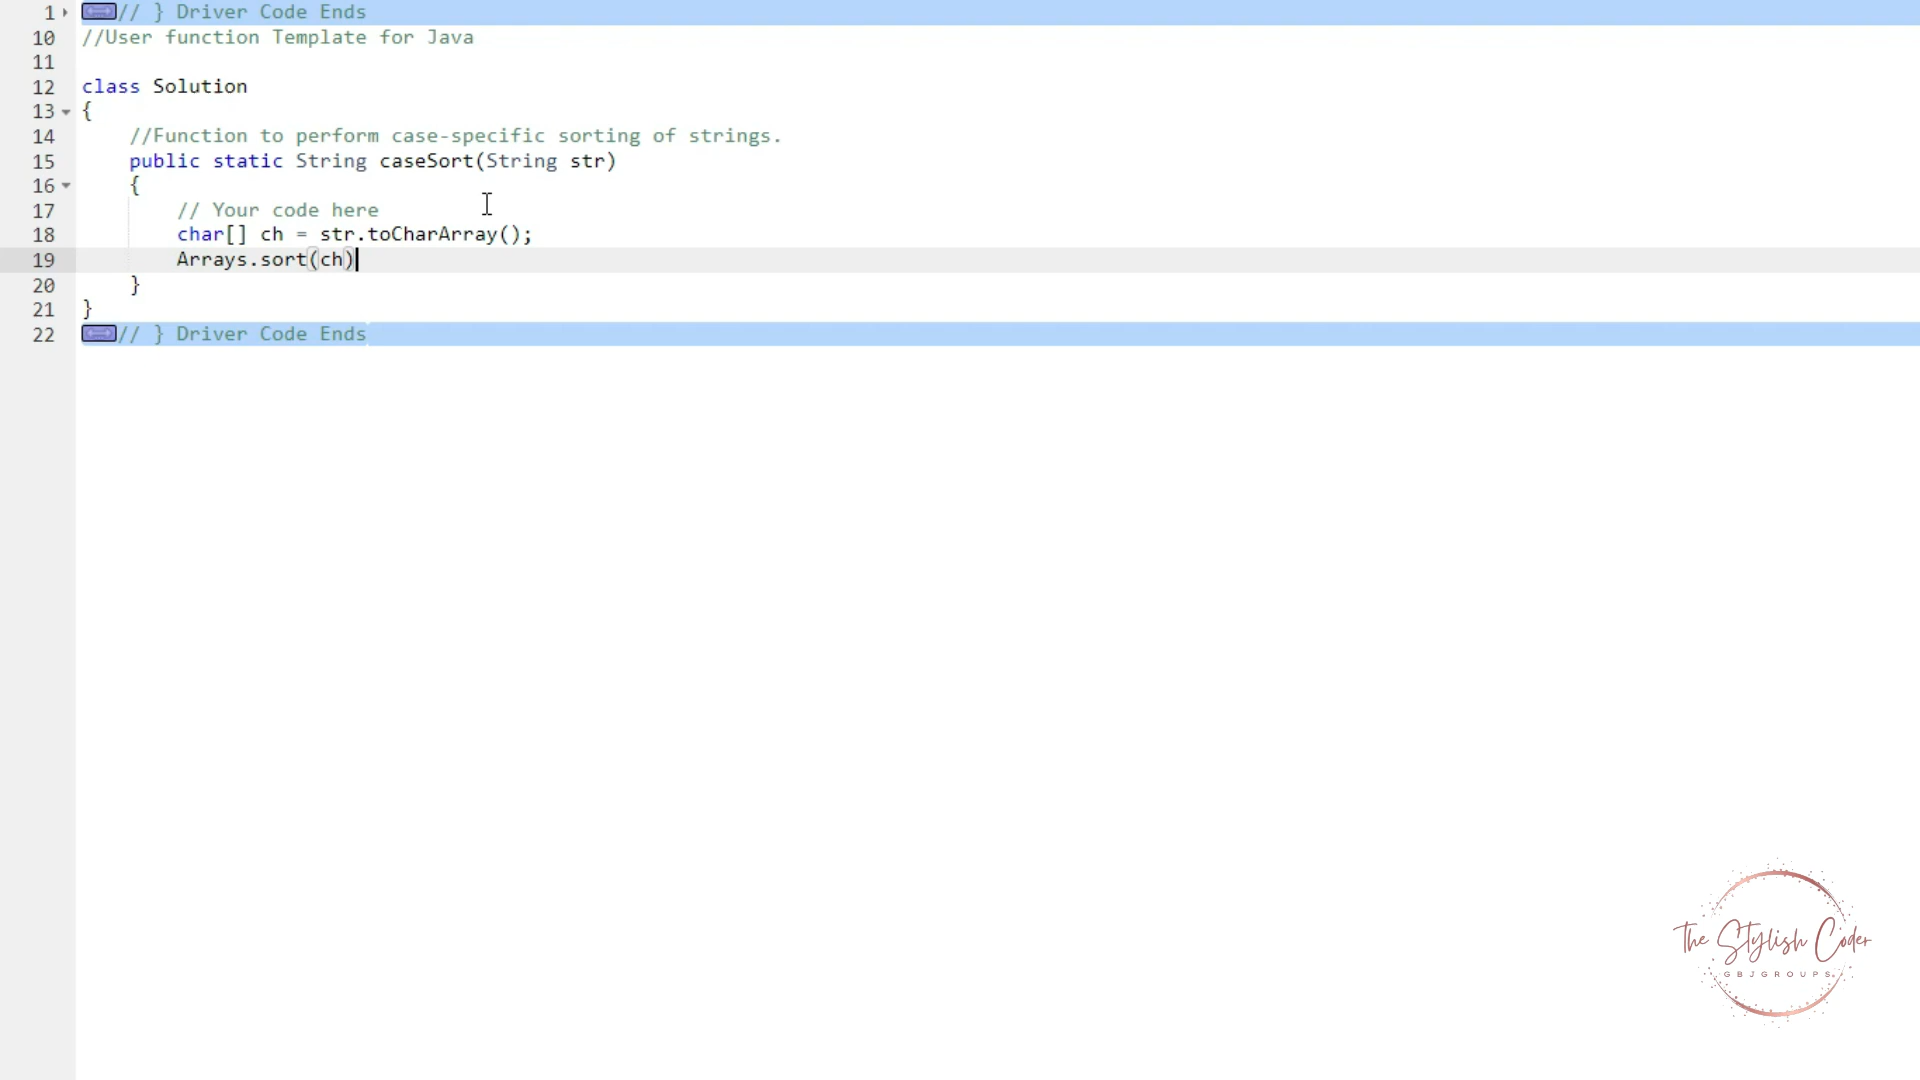 1 // } Driver Code Ends
10 //User function Template for Java
11
12 class Solution
13 {
14 //Function to perform case-specific sorting of strings.
15 public static String caseSort(String str)
16 {
17 // Your code here
18 char[] ch = str.toCharArray();
19 Arrays.sort(ch)
20 }
21 }
22 // } Driver Code Ends
The Stylish Coder
GBJGROUPS